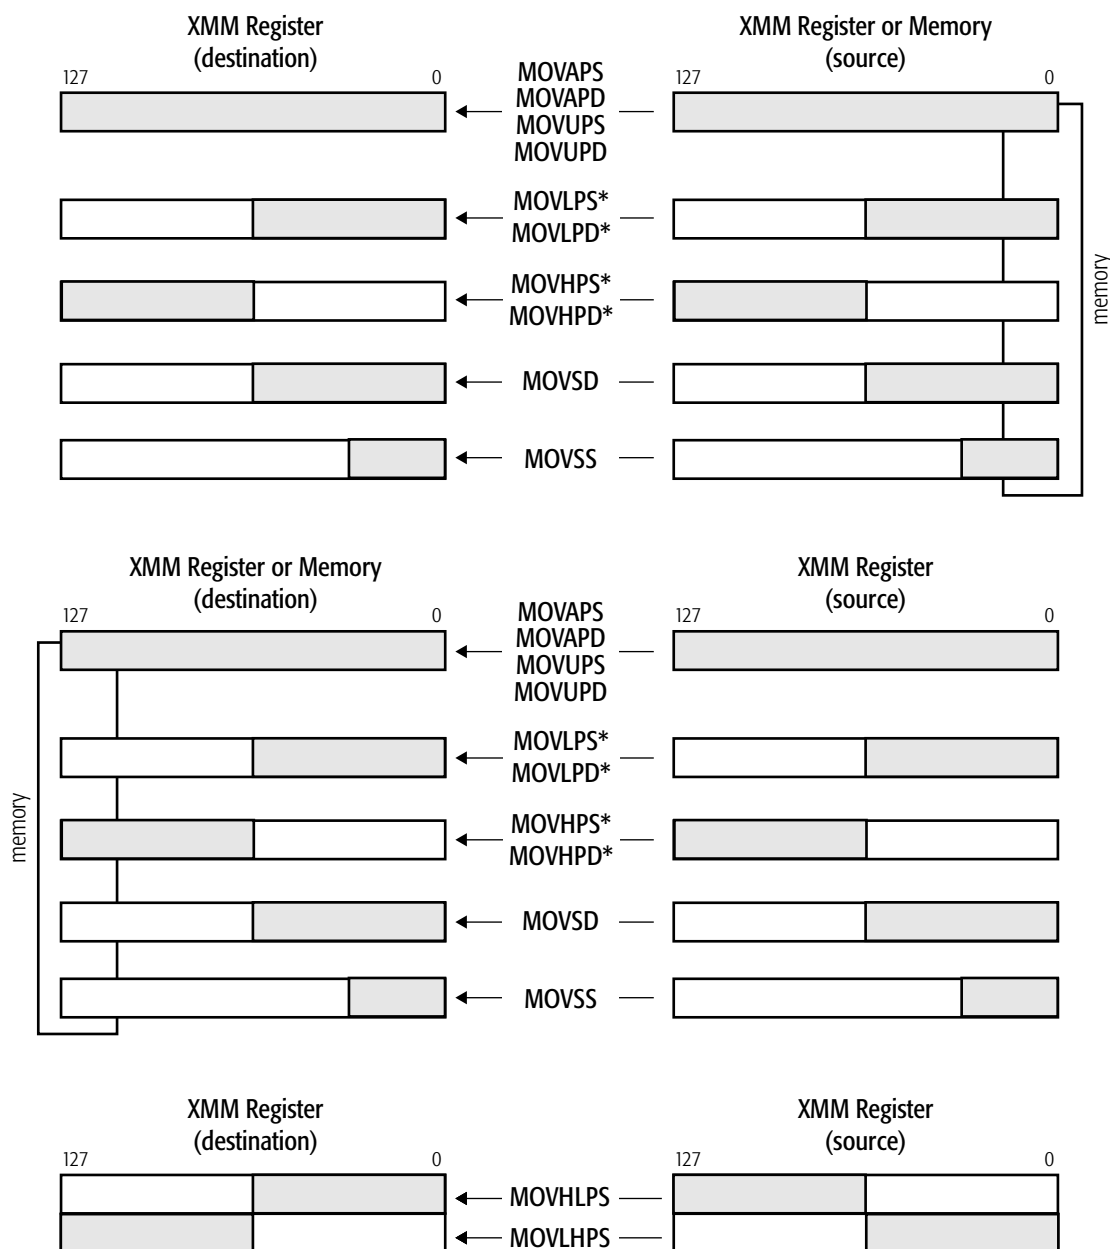 XMM Register
(destination)
XMM Register or Memory
(source)
127
0
127
0
MOVAPS
MOVAPD
MOVUPS
MOVUPD
MOVLPS*
MOVLPD*
MOVHPS*
MOVHPD*
memory
MOVSD
MOVSS
XMM Register or Memory
(destination)
XMM Register
(source)
127
0
127
0
MOVAPS
MOVAPD
MOVUPS
MOVUPD
MOVLPS*
MOVLPD*
memory
MOVHPS*
MOVHPD*
MOVSD
MOVSS
XMM Register
(destination)
XMM Register
(source)
127
0
127
0
MOVHLPS
MOVLHPS